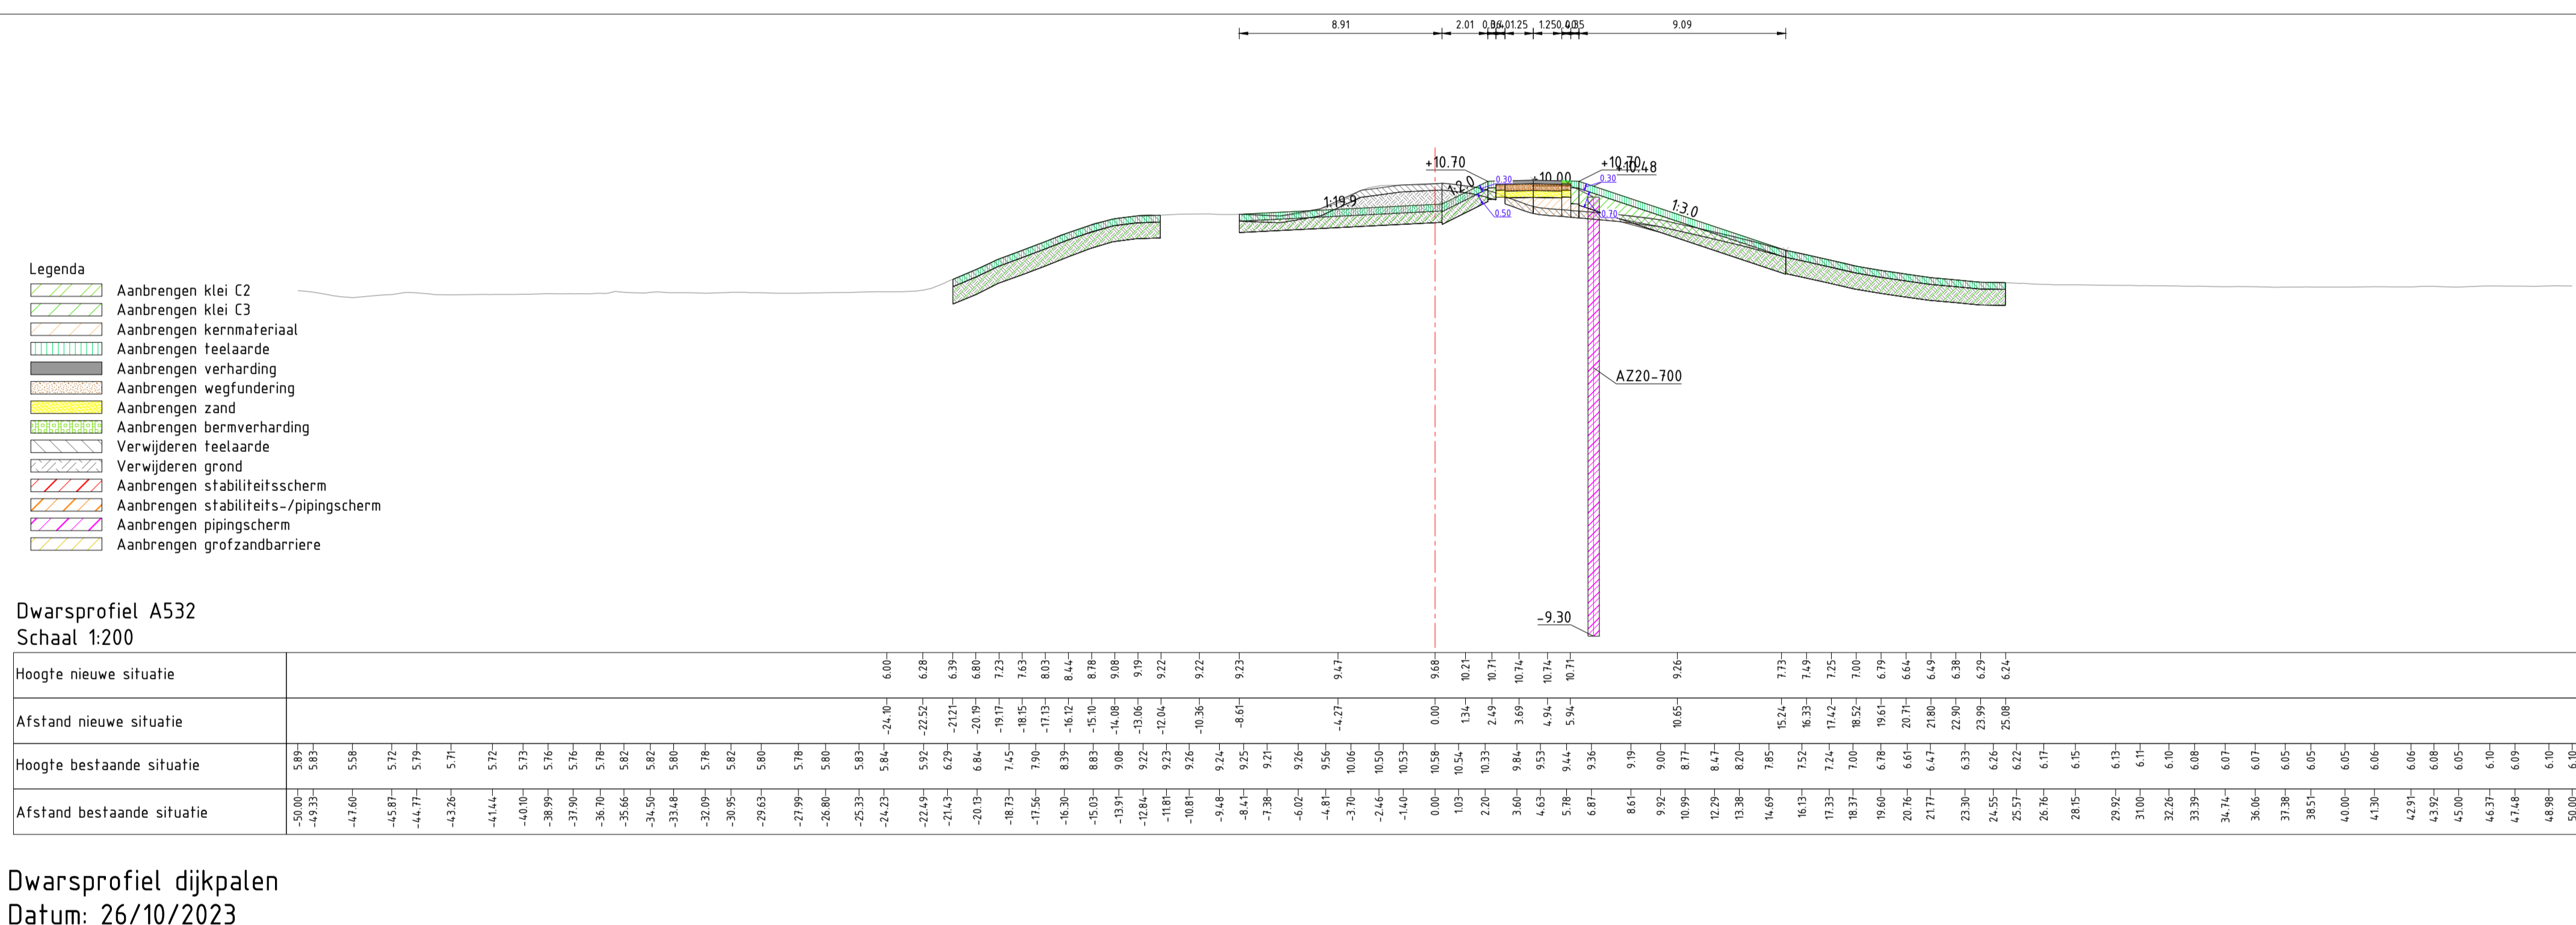 8.91 2.01 0.36 0.40 1.25 1.25 0.40 0.35 9.09
+10.70 +10.70 +10.48
1:19.9 1:2.0 0.30 +10.00 0.30
0.50 0.70 1:3.0
AZ20-700
-9.30
Legenda
Aanbrengen klei C2
Aanbrengen klei C3
Aanbrengen kernmateriaal
Aanbrengen teelaarde
Aanbrengen verharding
Aanbrengen wegfundering
Aanbrengen zand
Aanbrengen bermverharding
Verwijderen teelaarde
Verwijderen grond
Aanbrengen stabiliteitsscherm
Aanbrengen stabiliteits-/pipingscherm
Aanbrengen pipingscherm
Aanbrengen grofzandbarriere
Dwarsprofiel A532
Schaal 1:200
Hoogte nieuwe situatie 6.00 6.28 6.39 6.80 7.23 7.63 8.03 8.44 8.78 9.08 9.19 9.22 9.22 9.23 9.47 9.68 10.21 10.71 10.74 10.74 10.71 9.26 7.73 7.49 7.25 7.00 6.79 6.64 6.49 6.38 6.29 6.24
Afstand nieuwe situatie -24.10 -22.52 -21.21 -20.19 -19.17 -18.15 -17.13 -16.12 -15.10 -14.08 -13.06 -12.04 -10.36 -8.61 -4.27 0.00 1.34 2.49 3.69 4.94 5.94 10.65 15.24 16.33 17.42 18.52 19.61 20.71 21.80 22.90 23.99 25.08
Hoogte bestaande situatie 5.89 5.83 5.58 5.72 5.79 5.71 5.72 5.73 5.76 5.76 5.78 5.82 5.82 5.80 5.78 5.82 5.80 5.78 5.80 5.83 5.84 5.92 6.29 6.84 7.45 7.90 8.39 8.83 9.08 9.22 9.23 9.26 9.24 9.25 9.21 9.26 9.56 10.06 10.50 10.53 10.58 10.54 10.33 9.84 9.53 9.44 9.36 9.19 9.00 8.77 8.47 8.20 7.85 7.52 7.24 7.00 6.78 6.61 6.47 6.33 6.26 6.22 6.17 6.15 6.13 6.11 6.10 6.08 6.07 6.07 6.05 6.05 6.05 6.06 6.06 6.08 6.05 6.10 6.09 6.10 6.10
Afstand bestaande situatie -50.00 -49.33 -47.60 -45.87 -44.77 -43.26 -41.44 -40.10 -38.99 -37.90 -36.70 -35.66 -34.50 -33.48 -32.09 -30.95 -29.63 -27.99 -26.80 -25.33 -24.23 -22.49 -21.43 -20.13 -18.73 -17.56 -16.30 -15.03 -13.91 -12.84 -11.81 -10.81 -9.48 -8.41 -7.38 -6.02 -4.81 -3.70 -2.46 -1.40 0.00 1.03 2.20 3.60 4.63 5.78 6.87 8.61 9.92 10.99 12.29 13.38 14.69 16.13 17.33 18.37 19.60 20.76 21.77 23.30 24.55 25.57 26.76 28.15 29.92 31.00 32.26 33.39 34.74 36.06 37.38 38.51 40.00 41.30 42.91 43.92 45.00 46.37 47.48 48.98 50.00
Dwarsprofiel dijkpalen
Datum: 26/10/2023